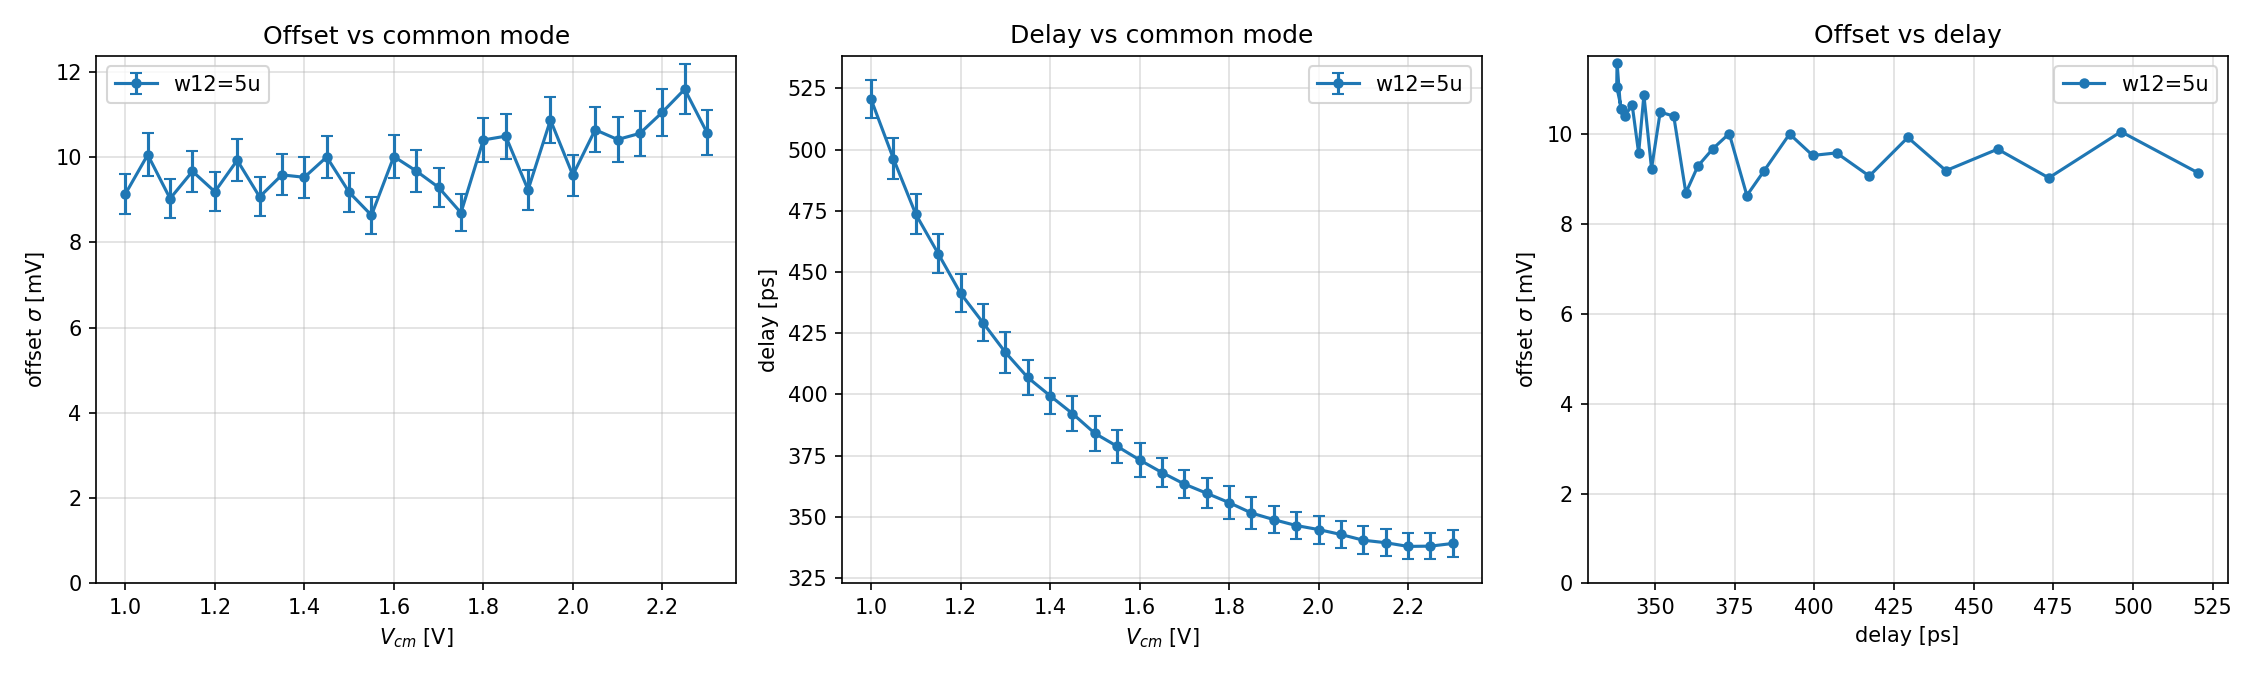 Offset vs common mode
w12=5u
12
10
8
6
4
2
0
offset σ [mV]
1.0 1.2 1.4 1.6 1.8 2.0 2.2
Vcm [V]
Delay vs common mode
w12=5u
525
500
475
450
425
400
375
350
325
delay [ps]
1.0 1.2 1.4 1.6 1.8 2.0 2.2
Vcm [V]
Offset vs delay
w12=5u
10
8
6
4
2
0
offset σ [mV]
350 375 400 425 450 475 500 525
delay [ps]